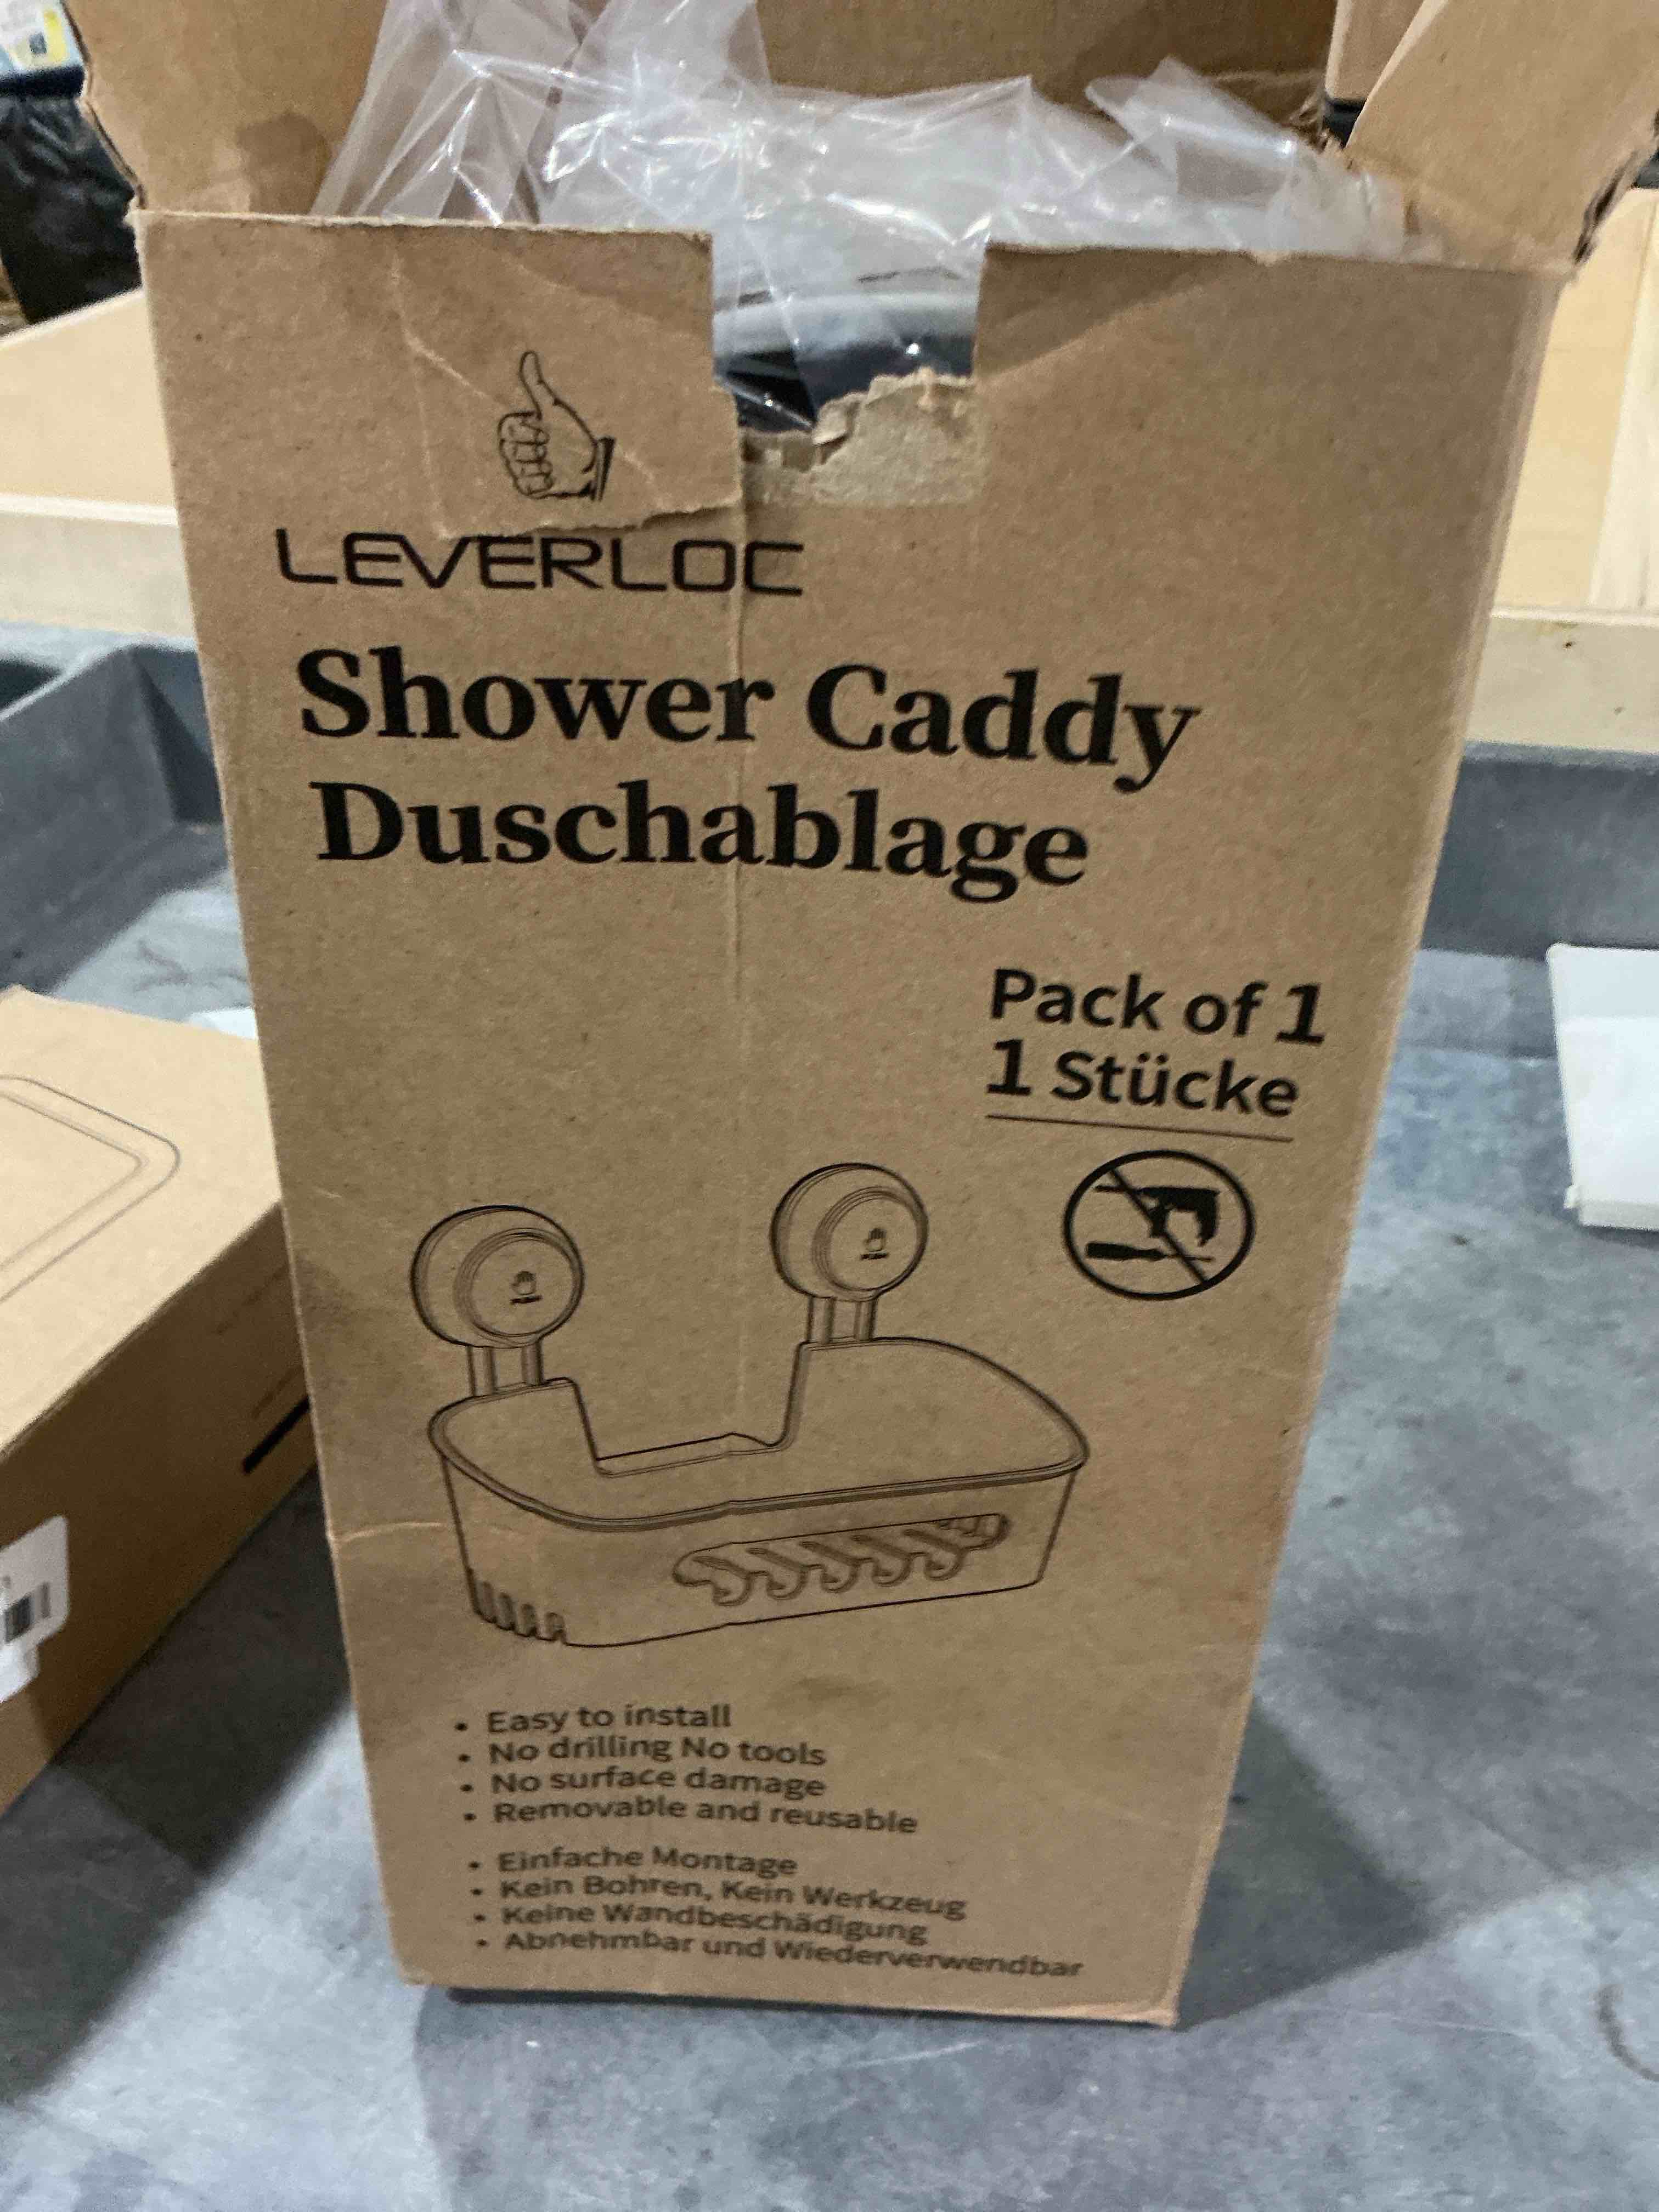 LEVERLOC
Shower Caddy
Duschablage
Pack of 1
1 Stücke
• Easy to install
• No drilling No tools
• No surface damage
• Removable and reusable
• Einfache Montage
• Kein Bohren, Kein Werkzeug
• Keine Wandbeschädigung
• Abnehmbar und Wiederverwendbar